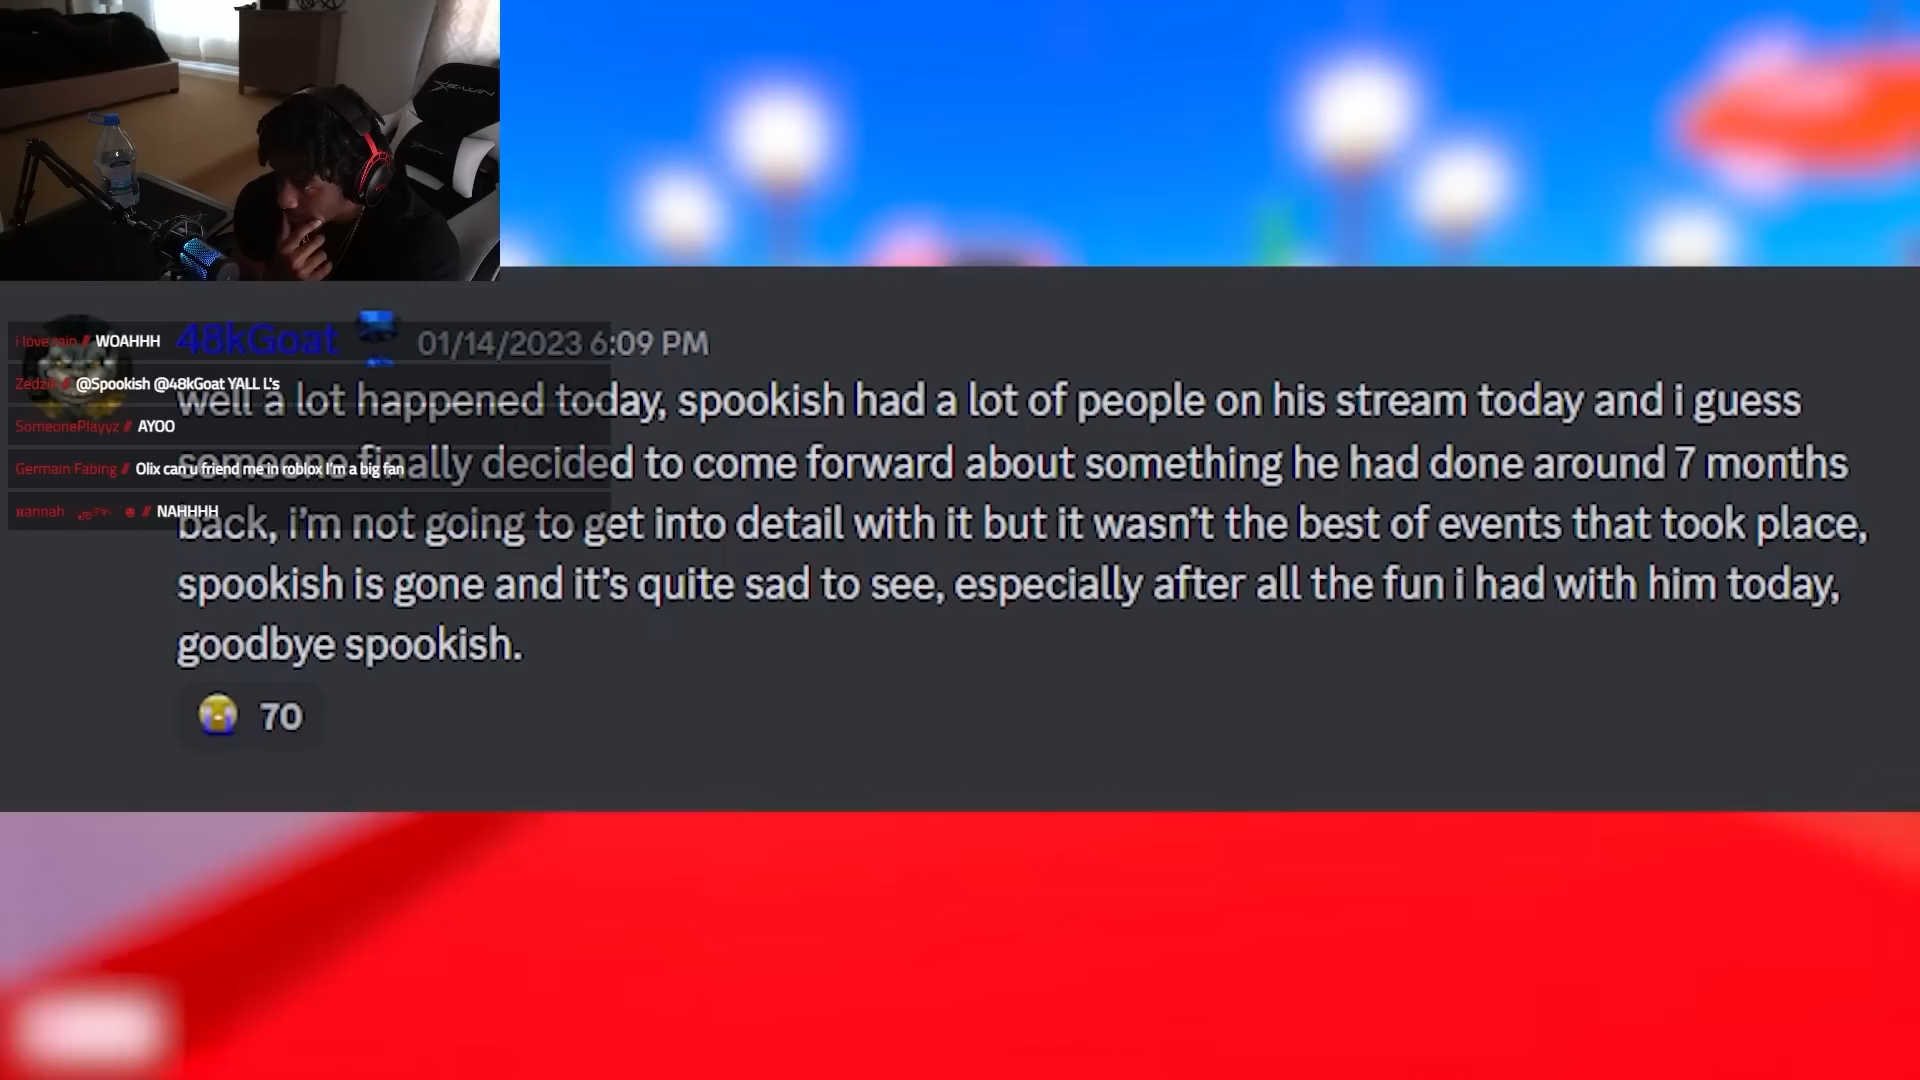 48kGoat 01/14/2023 6:09 PM
well a lot happened today, spookish had a lot of people on his stream today and i guess
someone finally decided to come forward about something he had done around 7 months
back, i'm not going to get into detail with it but it wasn't the best of events that took place,
spookish is gone and it's quite sad to see, especially after all the fun i had with him today,
goodbye spookish.
70
i love rain // WOAHHH
@Spookish @48kGoat YALL L's
SomeonePlayyz // AYOO
Germain Fabing // Olix can u friend me in roblox I'm a big fan
Hannah // NAHHHH